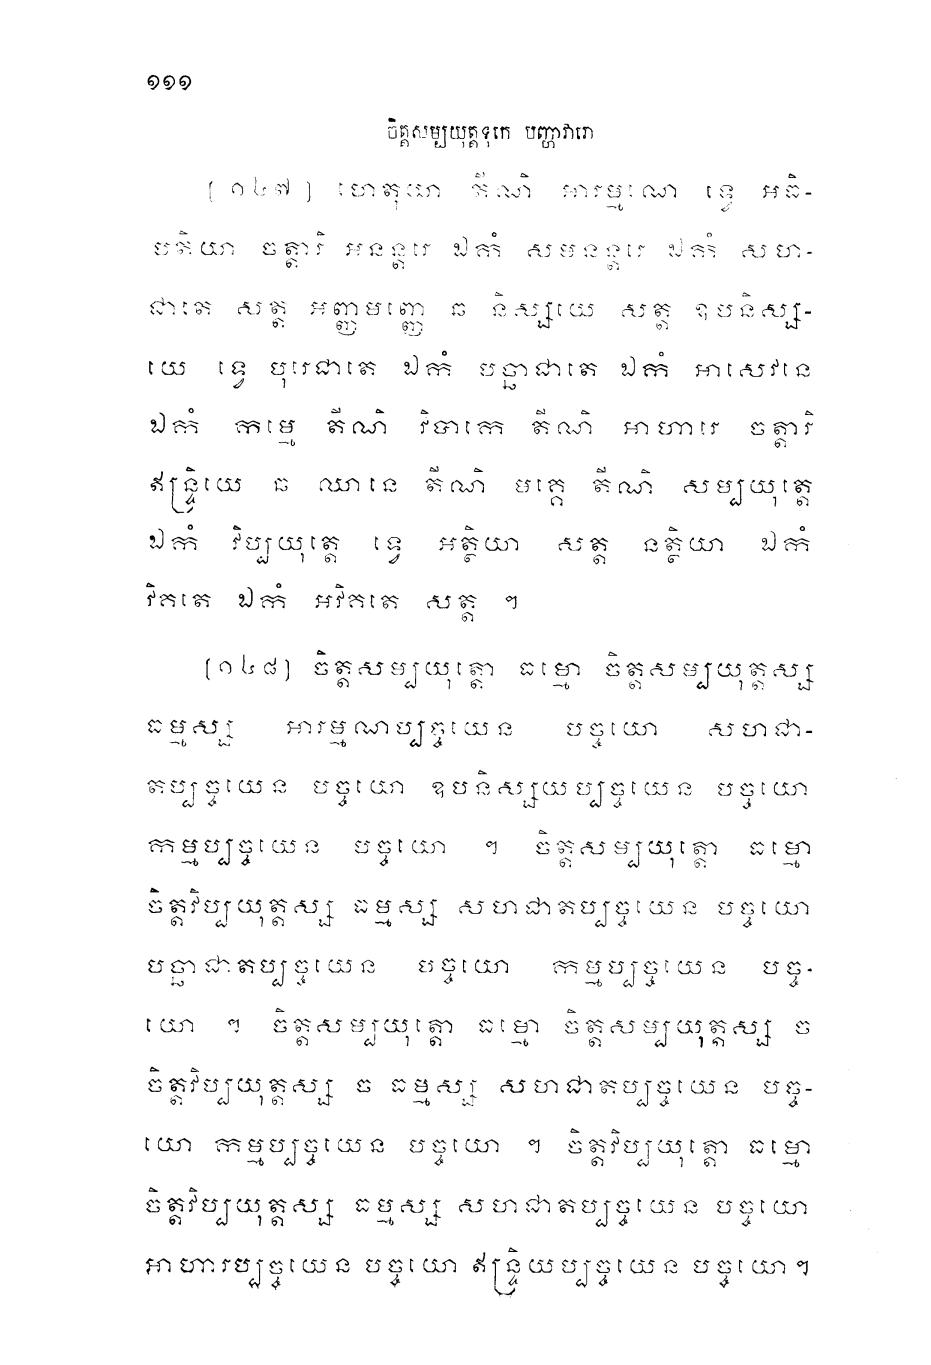 ១១១
ចិត្តសម្បយុត្តទុកេ បញ្ហាវារោ
[១៤៧] ហេតុយា តីណិ អារម្មណេ ទ្វេ អធិ-
បតិយា ចត្តារិ អនន្តរេ ឯកំ សមនន្តរេ ឯកំ សហ-
ជាតេ សត្ត អញ្ញមញ្ញេ ឆ និស្សយេ សត្ត ឧបនិស្ស-
យេ ទ្វេ បុរេជាតេ ឯកំ បច្ឆាជាតេ ឯកំ អាសេវនេ
ឯកំ កម្មេ តីណិ វិបាកេ តីណិ អាហារេ ចត្តារិ
ឥន្ទ្រិយេ ឆ ឈានេ តីណិ មគ្គេ តីណិ សម្បយុត្តេ
ឯកំ វិប្បយុត្តេ ទ្វេ អត្ថិយា សត្ត នត្ថិយា ឯកំ
វិគតេ ឯកំ អវិគតេ សត្ត ។
[១៤៨] ចិត្តសម្បយុត្តោ ធម្មោ ចិត្តសម្បយុត្តស្ស
ធម្មស្ស អារម្មណប្បច្ចយេន បច្ចយោ សហជា-
តប្បច្ចយេន បច្ចយោ ឧបនិស្សយប្បច្ចយេន បច្ចយោ
កម្មប្បច្ចយេន បច្ចយោ ។ ចិត្តសម្បយុត្តោ ធម្មោ
ចិត្តវិប្បយុត្តស្ស ធម្មស្ស សហជាតប្បច្ចយេន បច្ចយោ
បច្ឆាជាតប្បច្ចយេន បច្ចយោ កម្មប្បច្ចយេន បច្ច-
យោ ។ ចិត្តសម្បយុត្តោ ធម្មោ ចិត្តសម្បយុត្តស្ស ច
ចិត្តវិប្បយុត្តស្ស ច ធម្មស្ស សហជាតប្បច្ចយេន បច្ច-
យោ កម្មប្បច្ចយេន បច្ចយោ ។ ចិត្តវិប្បយុត្តោ ធម្មោ
ចិត្តវិប្បយុត្តស្ស ធម្មស្ស សហជាតប្បច្ចយេន បច្ចយោ
អាហារប្បច្ចយេន បច្ចយោ ឥន្ទ្រិយប្បច្ចយេន បច្ចយោ ។